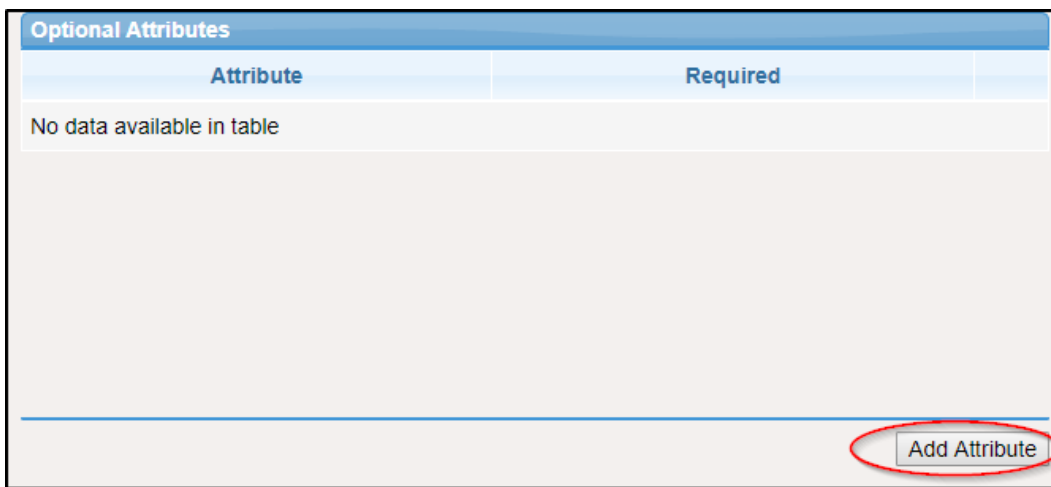 Optional Attributes
Attribute Required
No data available in table
Add Attribute